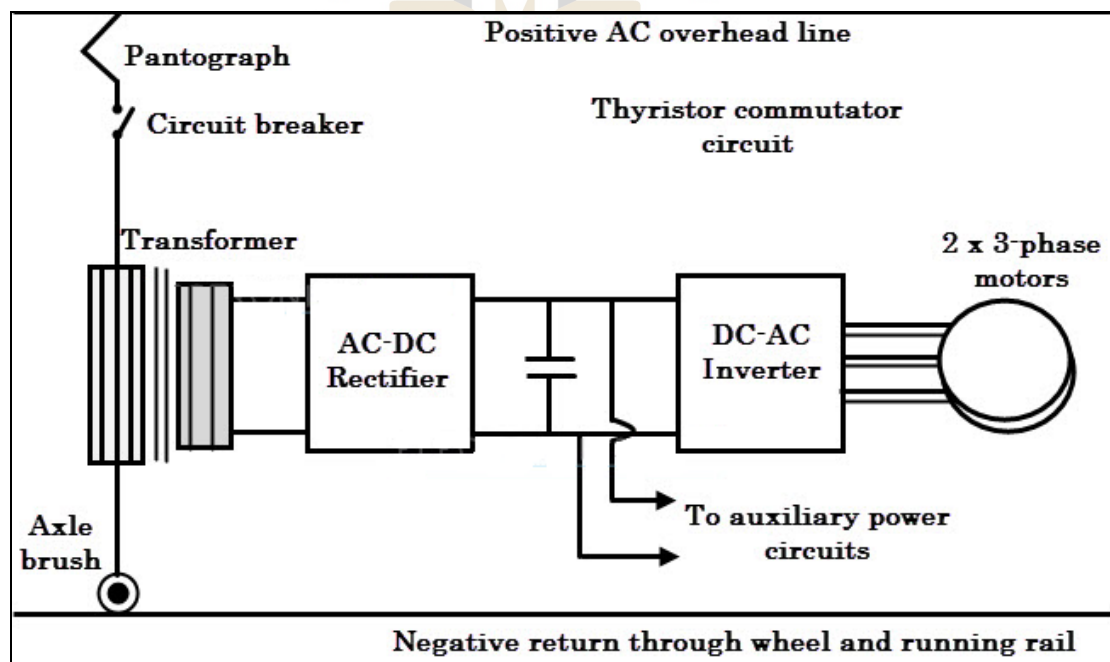 Positive AC overhead line
Pantograph
Circuit breaker
Thyristor commutator
circuit
Transformer
2 x 3-phase
motors
AC-DC
Rectifier
DC-AC
Inverter
To auxiliary power
circuits
Axle
brush
Negative return through wheel and running rail